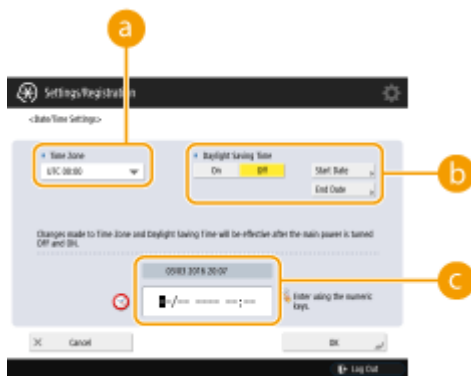 a
Settings/Registration
<Date/Time Settings>
Time Zone
UTC 00:00
Daylight Saving Time
On
Off
Start Date
End Date
b
Changes made to Time Zone and Daylight Saving Time will be effective after the main power is turned
Off and On.
03/03 2016 20:07
c
--/-- ---- --:--
Enter using the numeric
keys.
Cancel
OK
Log Out